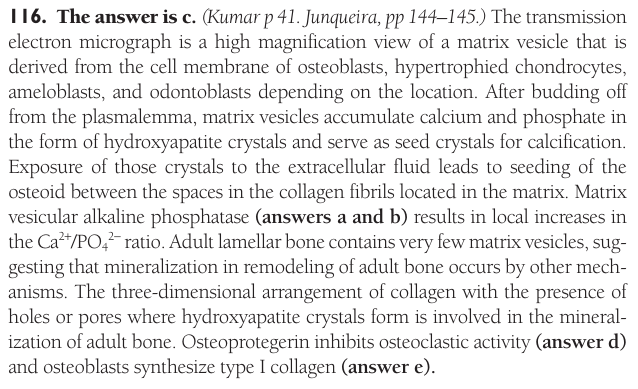 116. The answer is c. (Kumar p 41. Junqueira, pp 144–145.) The transmission
electron micrograph is a high magnification view of a matrix vesicle that is
derived from the cell membrane of osteoblasts, hypertrophied chondrocytes,
ameloblasts, and odontoblasts depending on the location. After budding off
from the plasmalemma, matrix vesicles accumulate calcium and phosphate in
the form of hydroxyapatite crystals and serve as seed crystals for calcification.
Exposure of those crystals to the extracellular fluid leads to seeding of the
osteoid between the spaces in the collagen fibrils located in the matrix. Matrix
vesicular alkaline phosphatase (answers a and b) results in local increases in
the Ca²⁺/PO₄²⁻ ratio. Adult lamellar bone contains very few matrix vesicles, sug-
gesting that mineralization in remodeling of adult bone occurs by other mech-
anisms. The three-dimensional arrangement of collagen with the presence of
holes or pores where hydroxyapatite crystals form is involved in the mineral-
ization of adult bone. Osteoprotegerin inhibits osteoclastic activity (answer d)
and osteoblasts synthesize type I collagen (answer e).